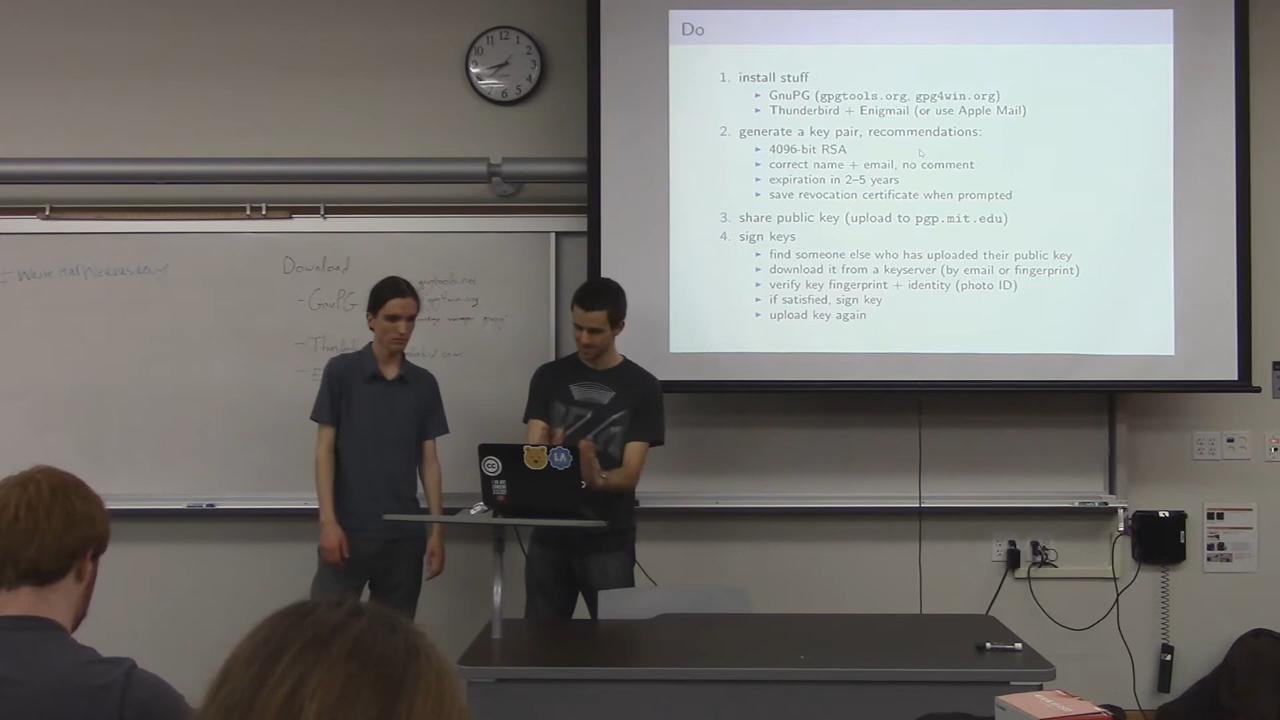 Do
1. install stuff
▶ GnuPG (gpgtools.org, gpg4win.org)
▶ Thunderbird + Enigmail (or use Apple Mail)
2. generate a key pair, recommendations:
▶ 4096-bit RSA
▶ correct name + email, no comment
▶ expiration in 2–5 years
▶ save revocation certificate when prompted
3. share public key (upload to pgp.mit.edu)
4. sign keys
▶ find someone else who has uploaded their public key
▶ download it from a keyserver (by email or fingerprint)
▶ verify key fingerprint + identity (photo ID)
▶ if satisfied, sign key
▶ upload key again
Download
- GnuPG
LA